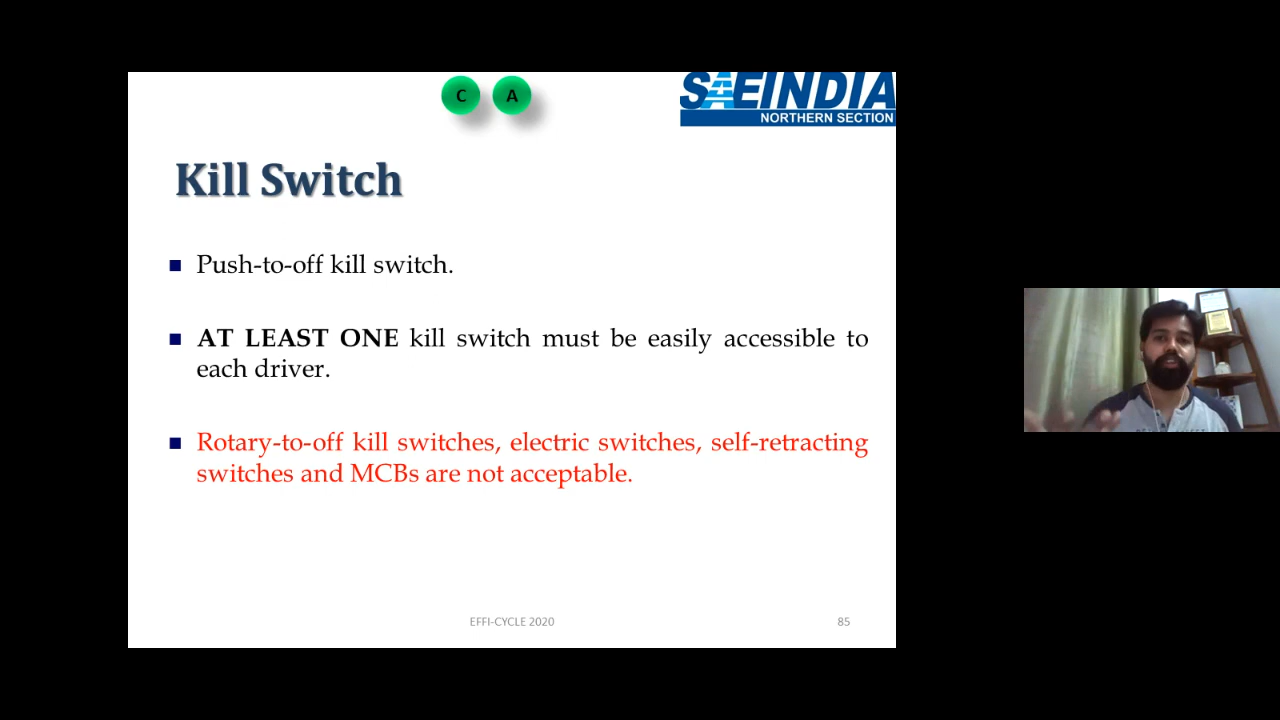 C A
SAEINDIA
NORTHERN SECTION
Kill Switch
Push-to-off kill switch.
AT LEAST ONE kill switch must be easily accessible to
each driver.
Rotary-to-off kill switches, electric switches, self-retracting
switches and MCBs are not acceptable.
EFFI-CYCLE 2020
85